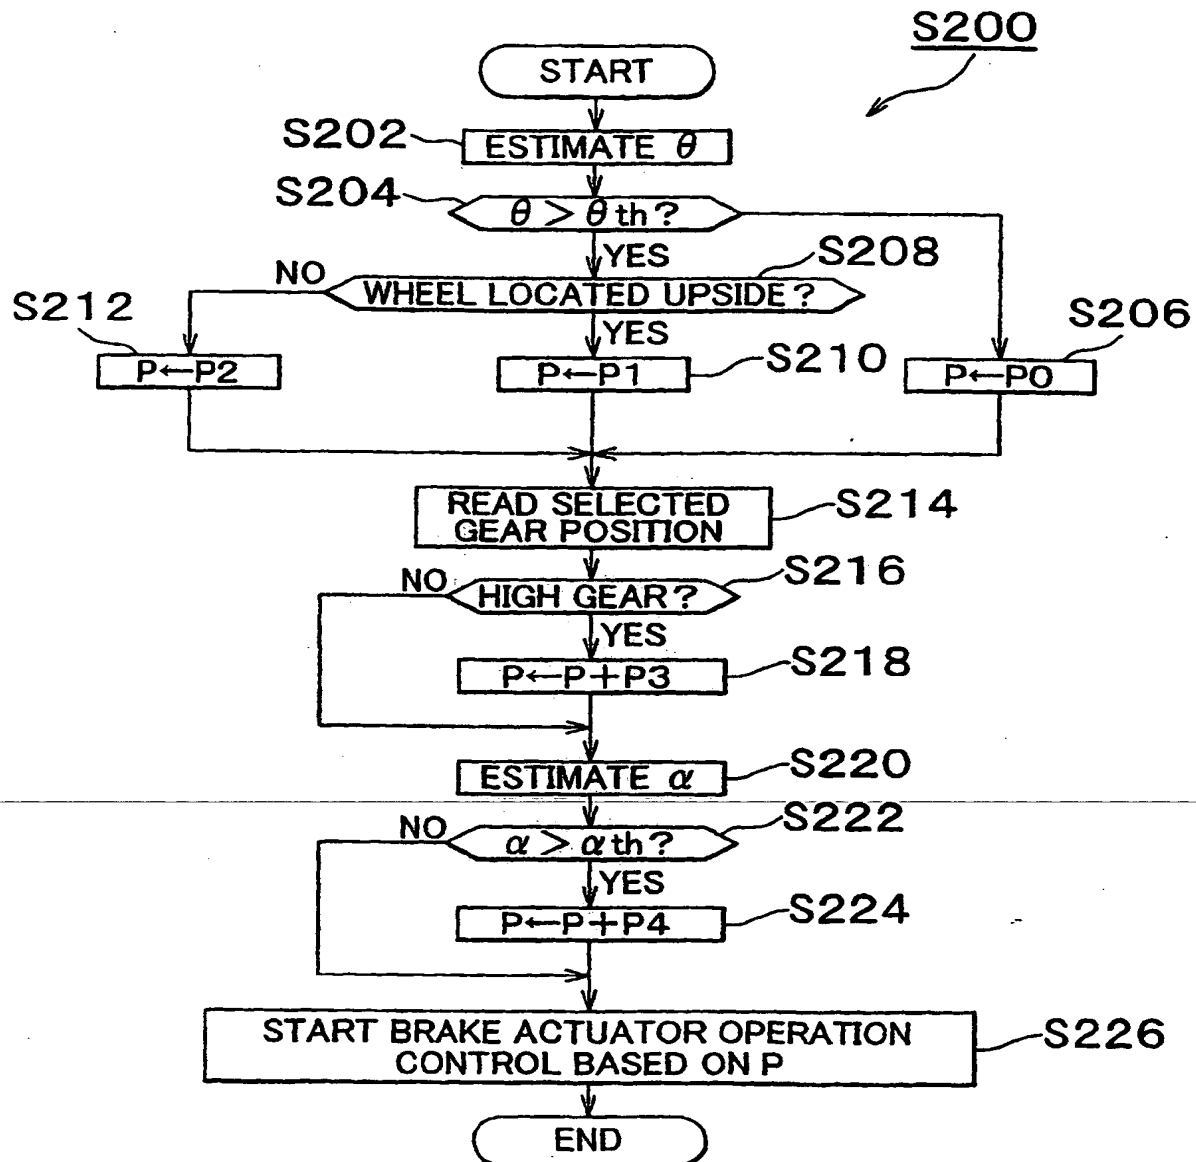 S200
START
S202
ESTIMATE θ
S204
θ > θth?
YES
S208
NO
WHEEL LOCATED UPSIDE?
S212
YES
S206
P←P2
P←P1
S210
P←P0
READ SELECTED
GEAR POSITION
S214
NO
HIGH GEAR?
S216
YES
P←P+P3
S218
ESTIMATE α
S220
NO
α > αth?
S222
YES
P←P+P4
S224
START BRAKE ACTUATOR OPERATION
CONTROL BASED ON P
S226
END